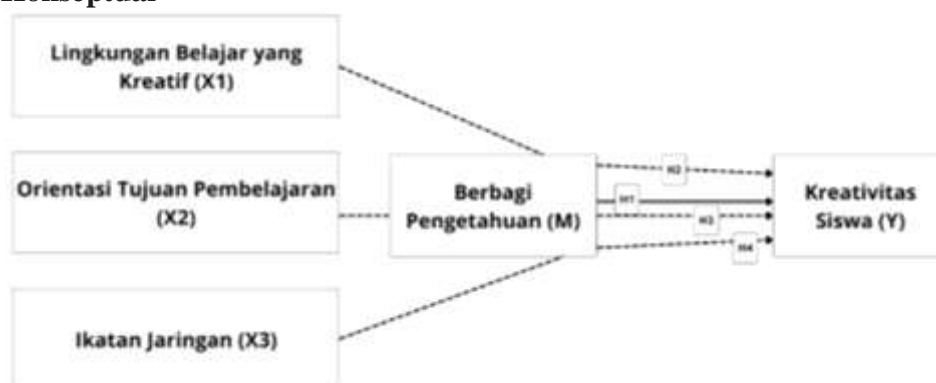 Konseptual
Lingkungan Belajar yang
Kreatif (X1)
Orientasi Tujuan Pembelajaran
(X2)
Berbagi
Pengetahuan (M)
H2
H1
H3
H4
Kreativitas
Siswa (Y)
Ikatan Jaringan (X3)